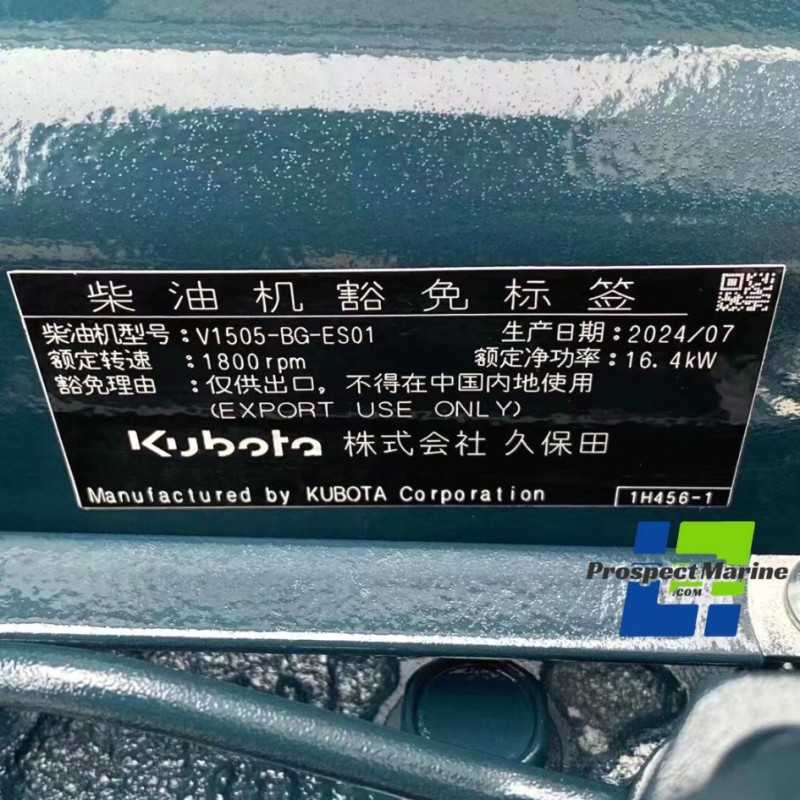 柴油机豁免标签
柴油机型号:V1505-BG-ES01 生产日期:2024/07
额定转速 :1800rpm 额定净功率:16.4kW
豁免理由 :仅供出口，不得在中国内地使用
(EXPORT USE ONLY)
Kubota 株式会社 久保田
Manufactured by KUBOTA Corporation 1H456-1
ProspectMarine
.COM